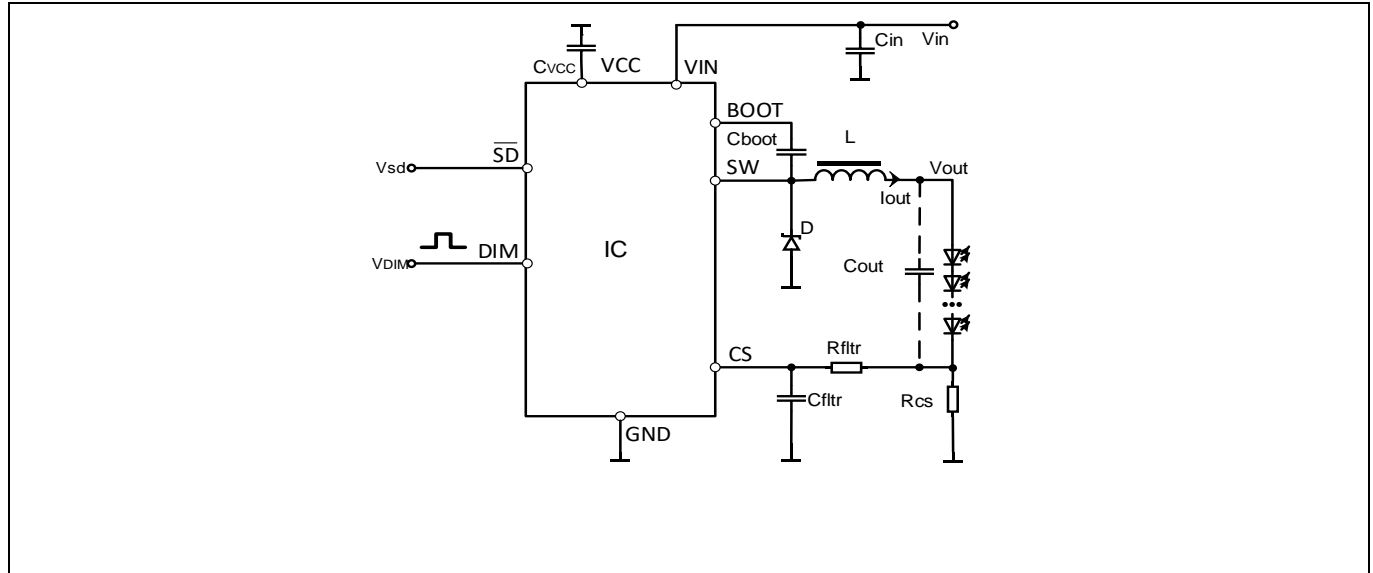 Cin
Vin
CVCC
VCC
VIN
BOOT
Cboot
L
Vsd
SD
SW
Vout
Iout
D
VDIM
DIM
IC
Cout
CS
Rfltr
Cfltr
Rcs
GND